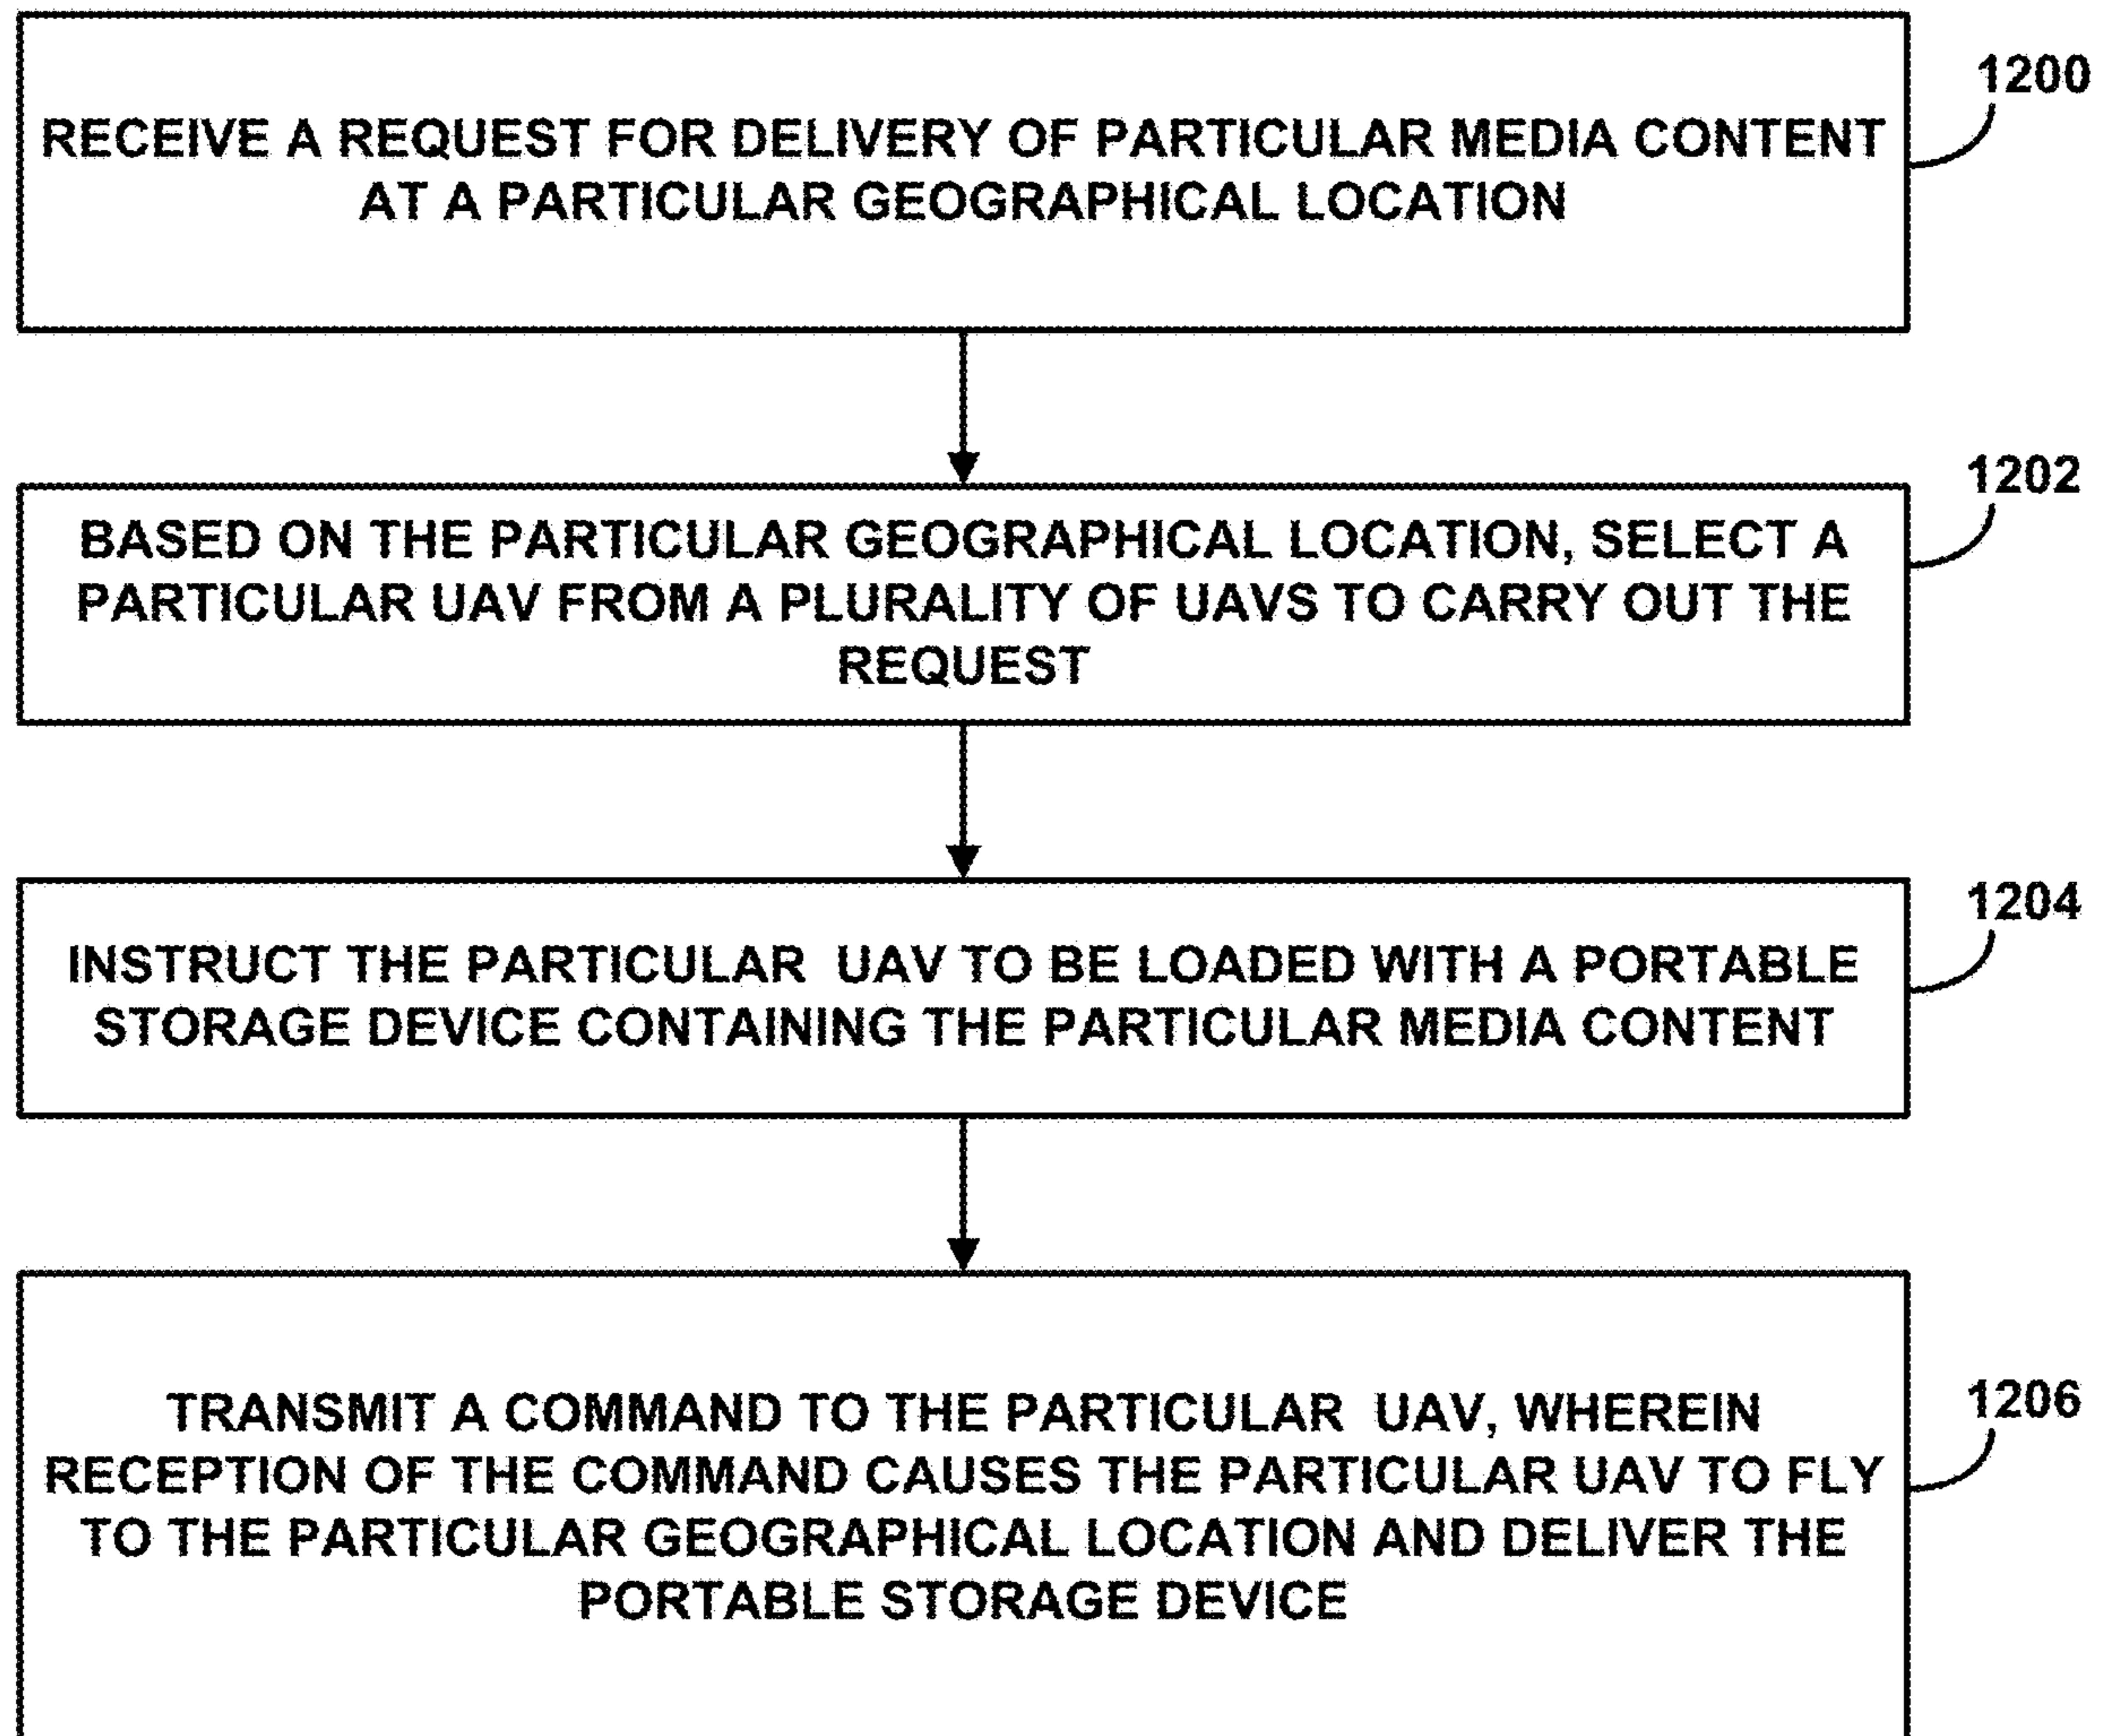 1200
RECEIVE A REQUEST FOR DELIVERY OF PARTICULAR MEDIA CONTENT
AT A PARTICULAR GEOGRAPHICAL LOCATION
1202
BASED ON THE PARTICULAR GEOGRAPHICAL LOCATION, SELECT A
PARTICULAR UAV FROM A PLURALITY OF UAVS TO CARRY OUT THE
REQUEST
1204
INSTRUCT THE PARTICULAR UAV TO BE LOADED WITH A PORTABLE
STORAGE DEVICE CONTAINING THE PARTICULAR MEDIA CONTENT
1206
TRANSMIT A COMMAND TO THE PARTICULAR UAV, WHEREIN
RECEPTION OF THE COMMAND CAUSES THE PARTICULAR UAV TO FLY
TO THE PARTICULAR GEOGRAPHICAL LOCATION AND DELIVER THE
PORTABLE STORAGE DEVICE